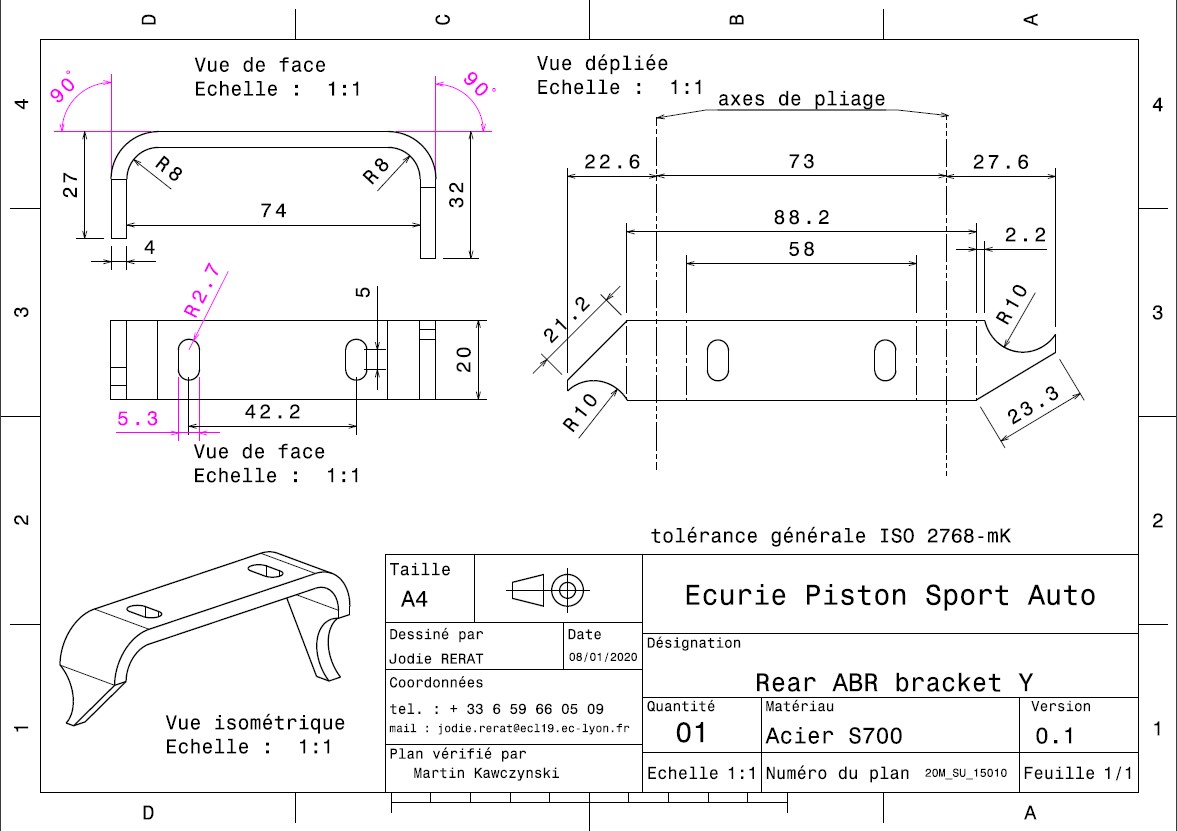 D
C
B
A
4
4
3
3
2
2
1
1
D
A
Vue de face
Echelle : 1:1
90°
90°
R8
R8
27
32
74
4
Vue dépliée
Echelle : 1:1
axes de pliage
22.6
73
27.6
88.2
2.2
58
21.2
R10
R10
23.3
R2.7
5
20
5.3
42.2
Vue de face
Echelle : 1:1
Vue isométrique
Echelle : 1:1
tolérance générale ISO 2768-mK
Taille
A4
Ecurie Piston Sport Auto
Dessiné par
Jodie RERAT
Date
08/01/2020
Désignation
Rear ABR bracket Y
Coordonnées
tel. : + 33 6 59 66 05 09
mail : jodie.rerat@ecl19.ec-lyon.fr
Quantité
01
Matériau
Acier S700
Version
0.1
Plan vérifié par
Martin Kawczynski
Echelle 1:1
Numéro du plan 20M_SU_15010
Feuille 1/1